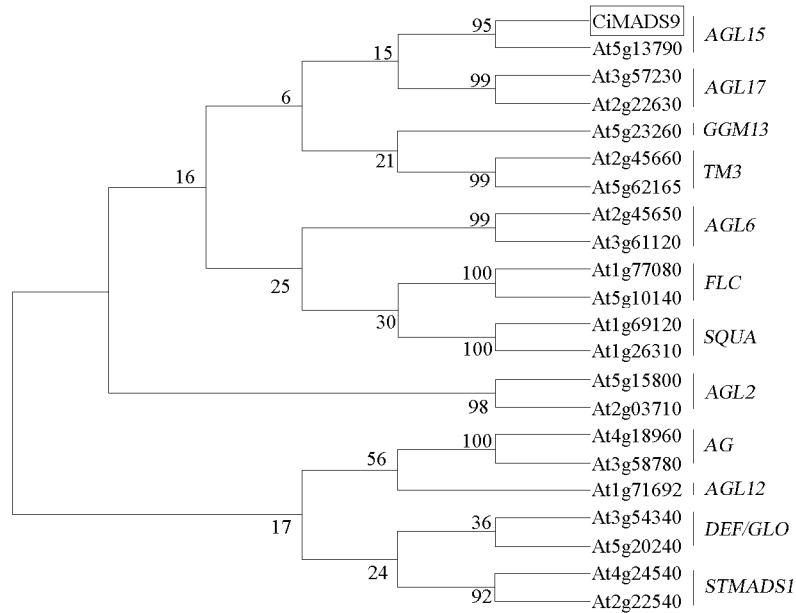 95 CiMADS9 AGL15
15 At5g13790
99 At3g57230 AGL17
6 At2g22630
At5g23260 GGM13
21 At2g45660 TM3
16 99 At5g62165
99 At2g45650 AGL6
At3g61120
25 100 At1g77080 FLC
At5g10140
30 At1g69120 SQUA
100 At1g26310
At5g15800 AGL2
98 At2g03710
100 At4g18960 AG
56 At3g58780
At1g71692 AGL12
17 36 At3g54340 DEF/GLO
At5g20240
24 At4g24540 STMADS1
92 At2g22540